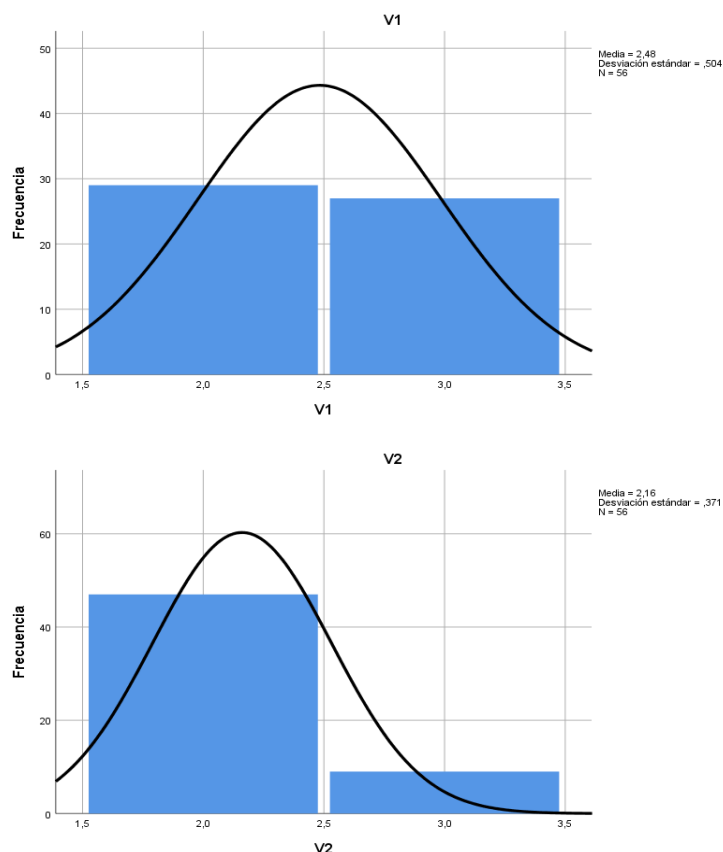 V1
Media = 2,48
Desviación estándar = ,504
N = 56
50
40
30
20
10
0
Frecuencia
1,5 2,0 2,5 3,0 3,5
V1
V2
Media = 2,16
Desviación estándar = ,371
N = 56
60
40
20
0
Frecuencia
1,5 2,0 2,5 3,0 3,5
V2